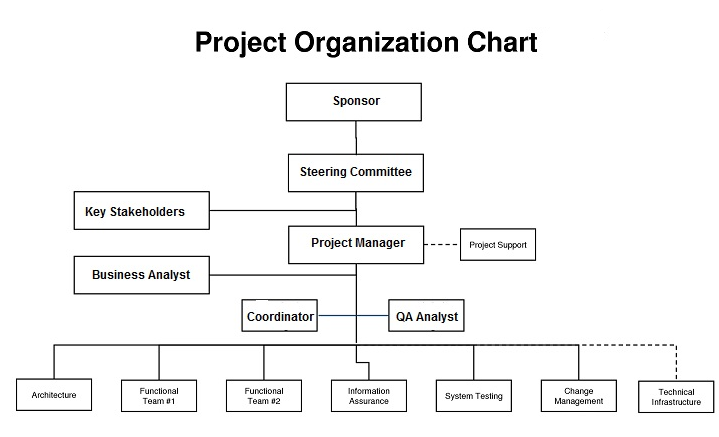 Project Organization Chart
Sponsor
Steering Committee
Key Stakeholders
Project Manager
Project Support
Business Analyst
Coordinator
QA Analyst
Architecture
Functional
Team #1
Functional
Team #2
Information
Assurance
System Testing
Change
Management
Technical
Infrastructure